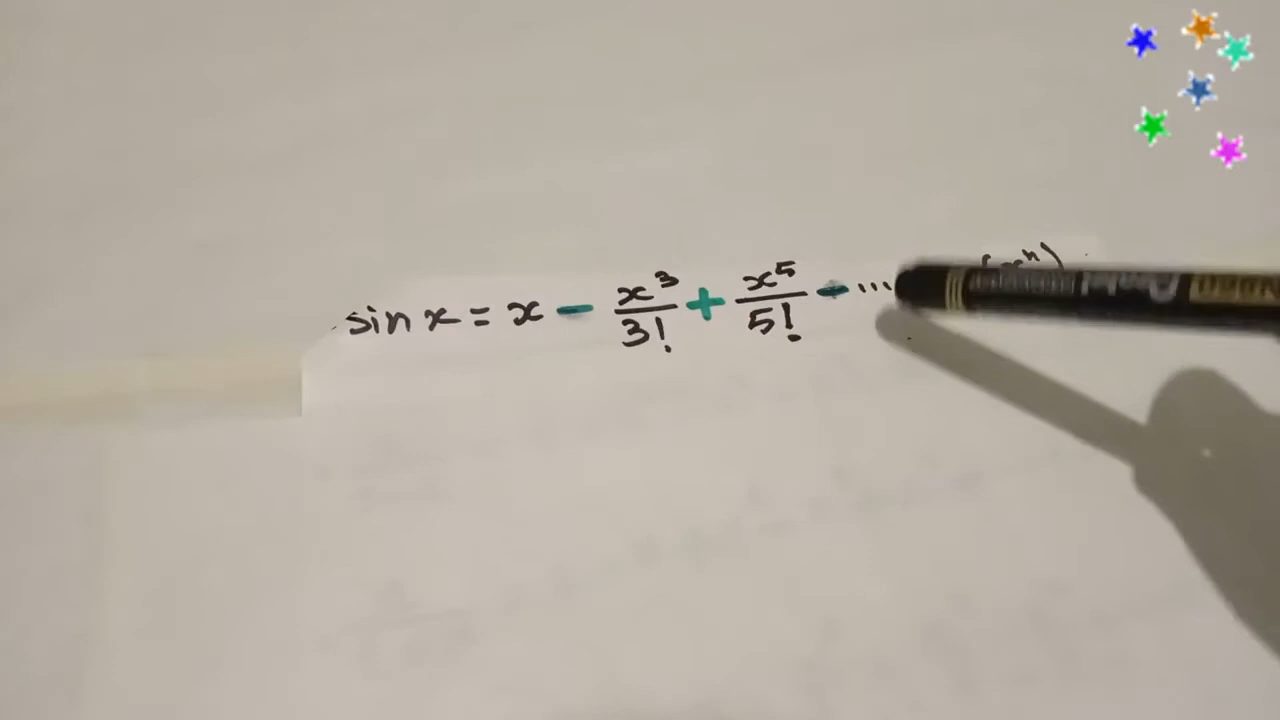 sin x = x - x³/3! + x⁵/5! - ...